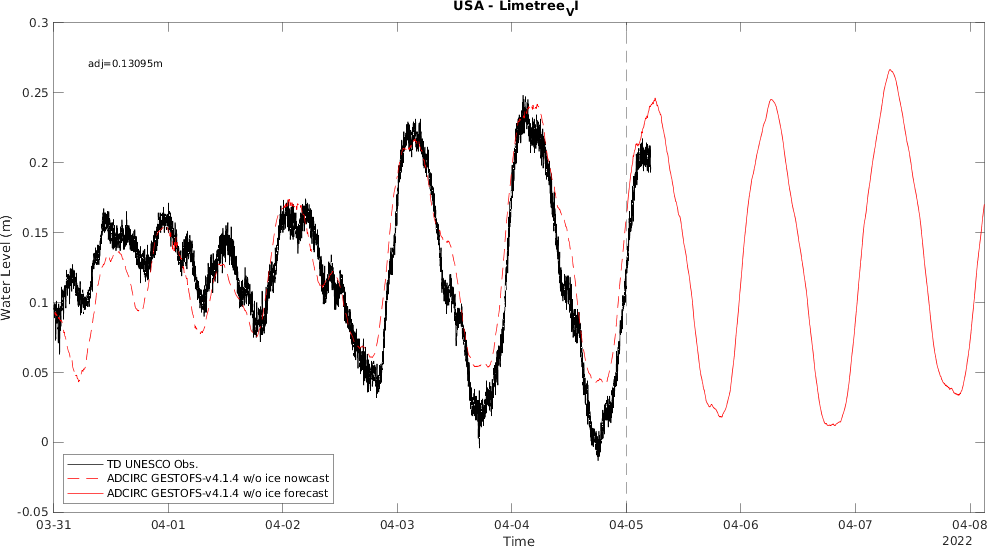 USA - Limetree_VI
0.3
adj=0.13095m
0.25
0.2
0.15
Water Level (m)
0.1
0.05
0
TD UNESCO Obs.
ADCIRC GESTOFS-v4.1.4 w/o ice nowcast
ADCIRC GESTOFS-v4.1.4 w/o ice forecast
-0.05
03-31 04-01 04-02 04-03 04-04 04-05 04-06 04-07 04-08
Time 2022